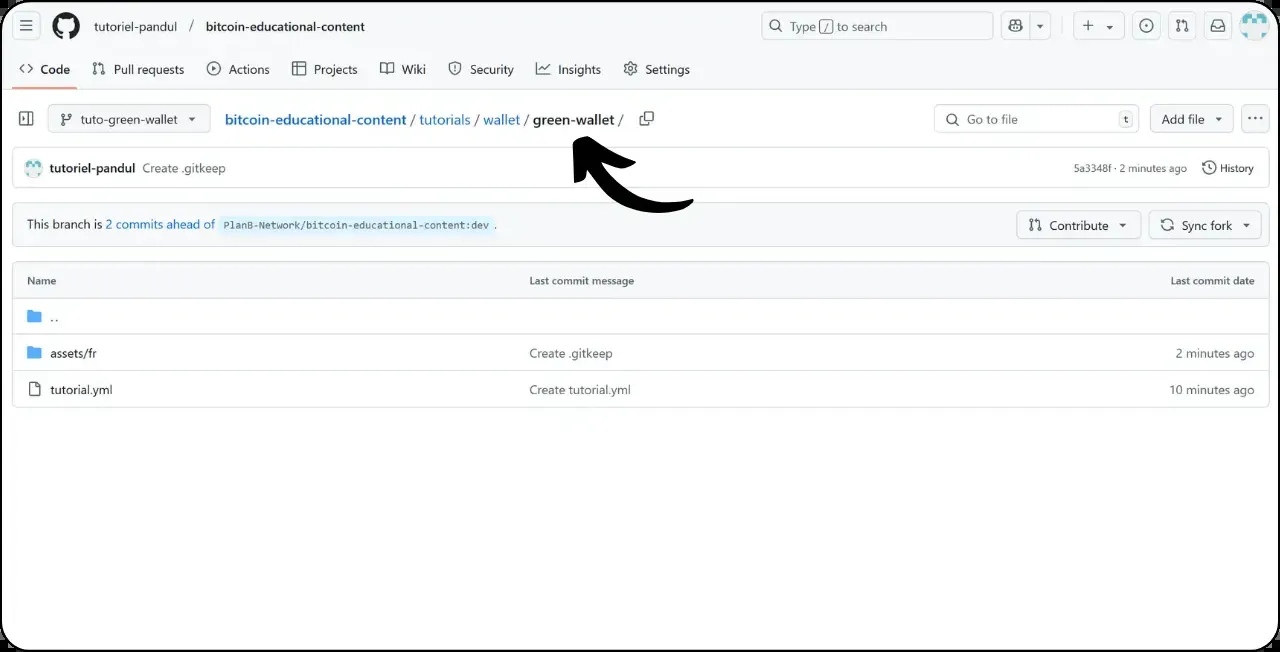 tutoriel-pandul / bitcoin-educational-content Type / to search
Code Pull requests Actions Projects Wiki Security Insights Settings
tuto-green-wallet bitcoin-educational-content / tutorials / wallet / green-wallet / Go to file t Add file
tutoriel-pandul Create .gitkeep 5a3348f · 2 minutes ago History
This branch is 2 commits ahead of PlanB-Network/bitcoin-educational-content:dev . Contribute Sync fork
Name Last commit message Last commit date
..
assets/fr Create .gitkeep 2 minutes ago
tutorial.yml Create tutorial.yml 10 minutes ago